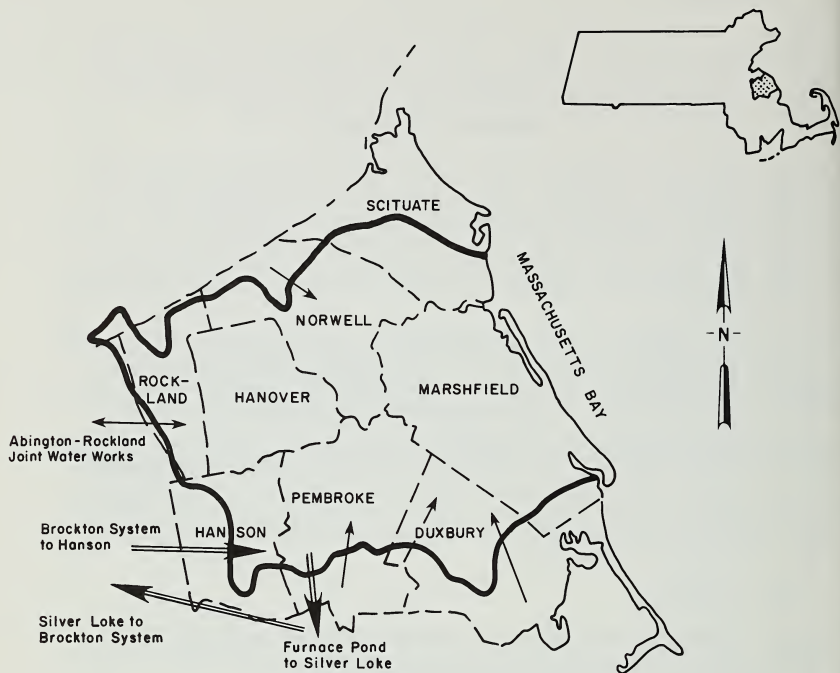 SCITUATE
MASSACHUSETTS BAY
-N-
NORWELL
ROCK-
LAND
HANOVER
MARSHFIELD
Abington-Rockland
Joint Water Works
PEMBROKE
Brockton System
to Hanson
HANSON
DUXBURY
Silver Loke to
Brockton System
Furnace Pond
to Silver Lake